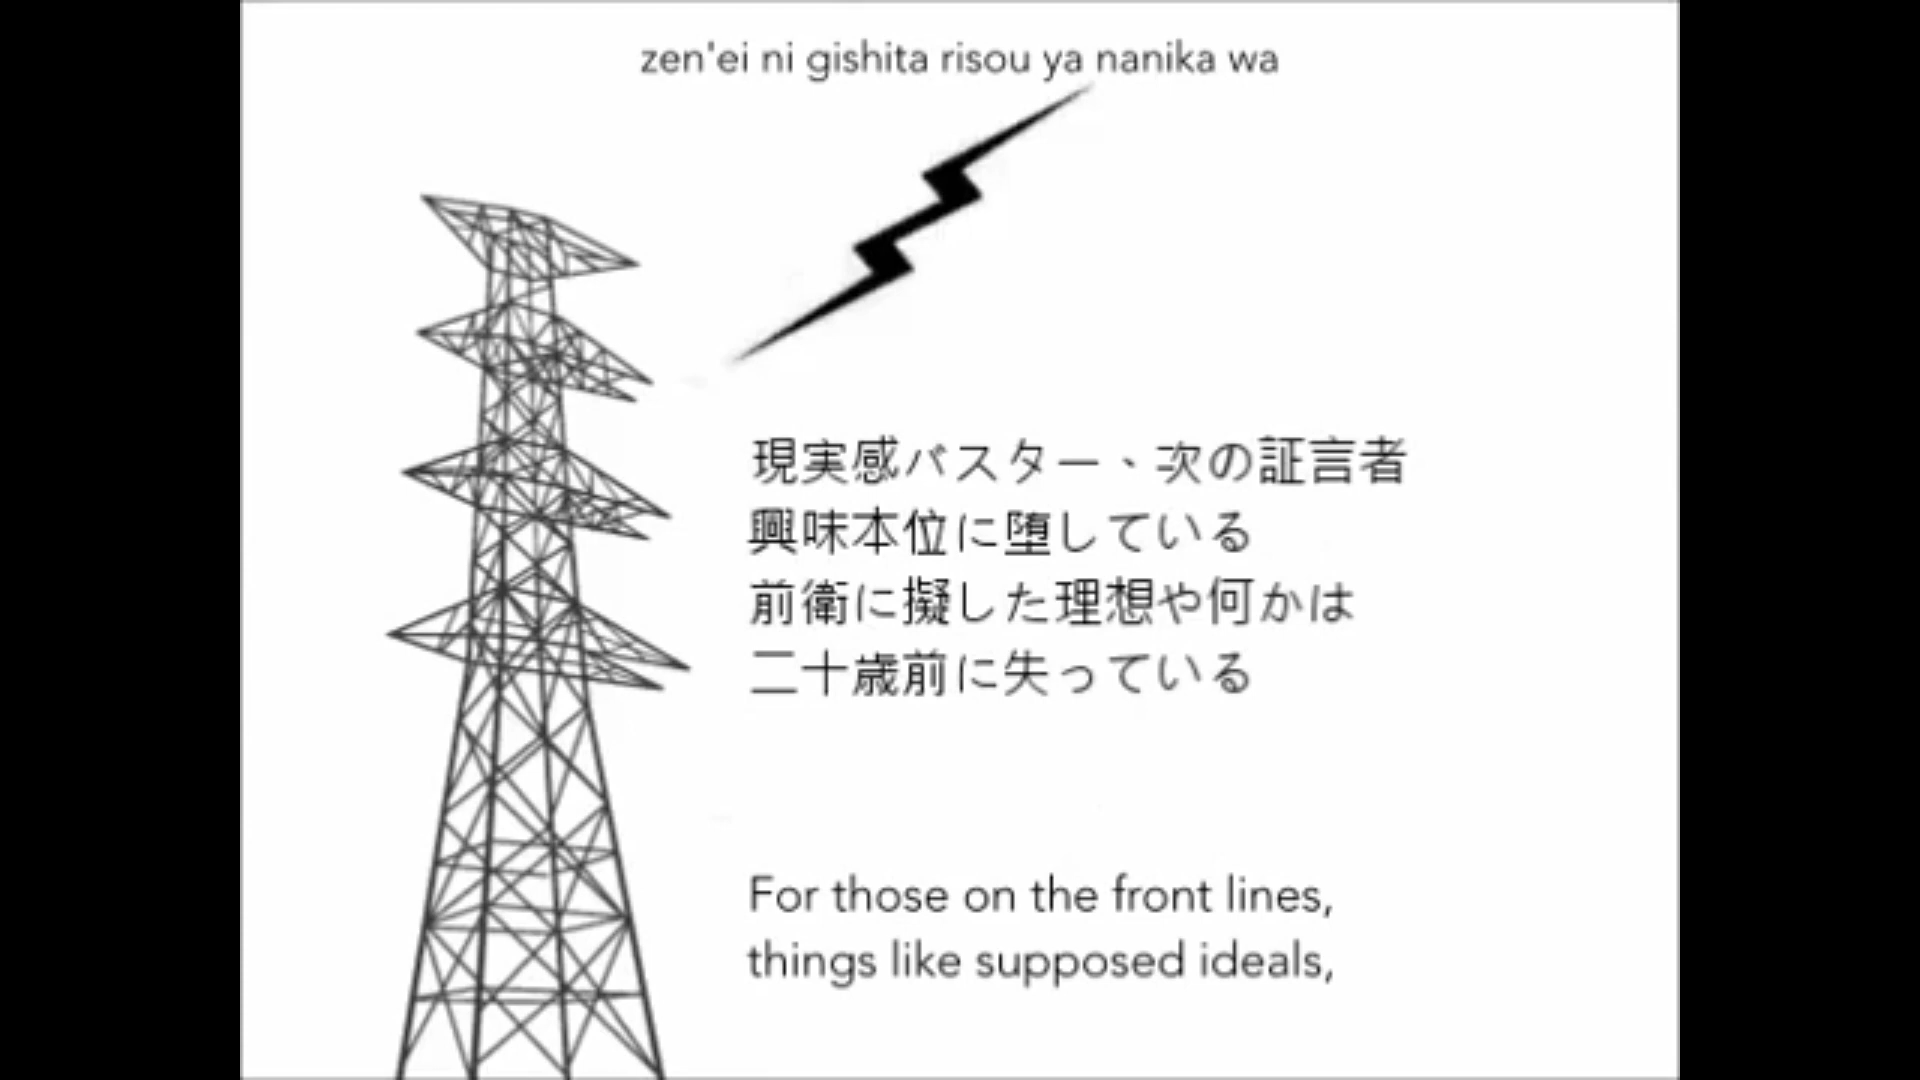 zen'ei ni gishita risou ya nanika wa
現実感バスター、次の証言者
興味本位に堕している
前衛に擬した理想や何かは
二十歳前に失っている
For those on the front lines,
things like supposed ideals,